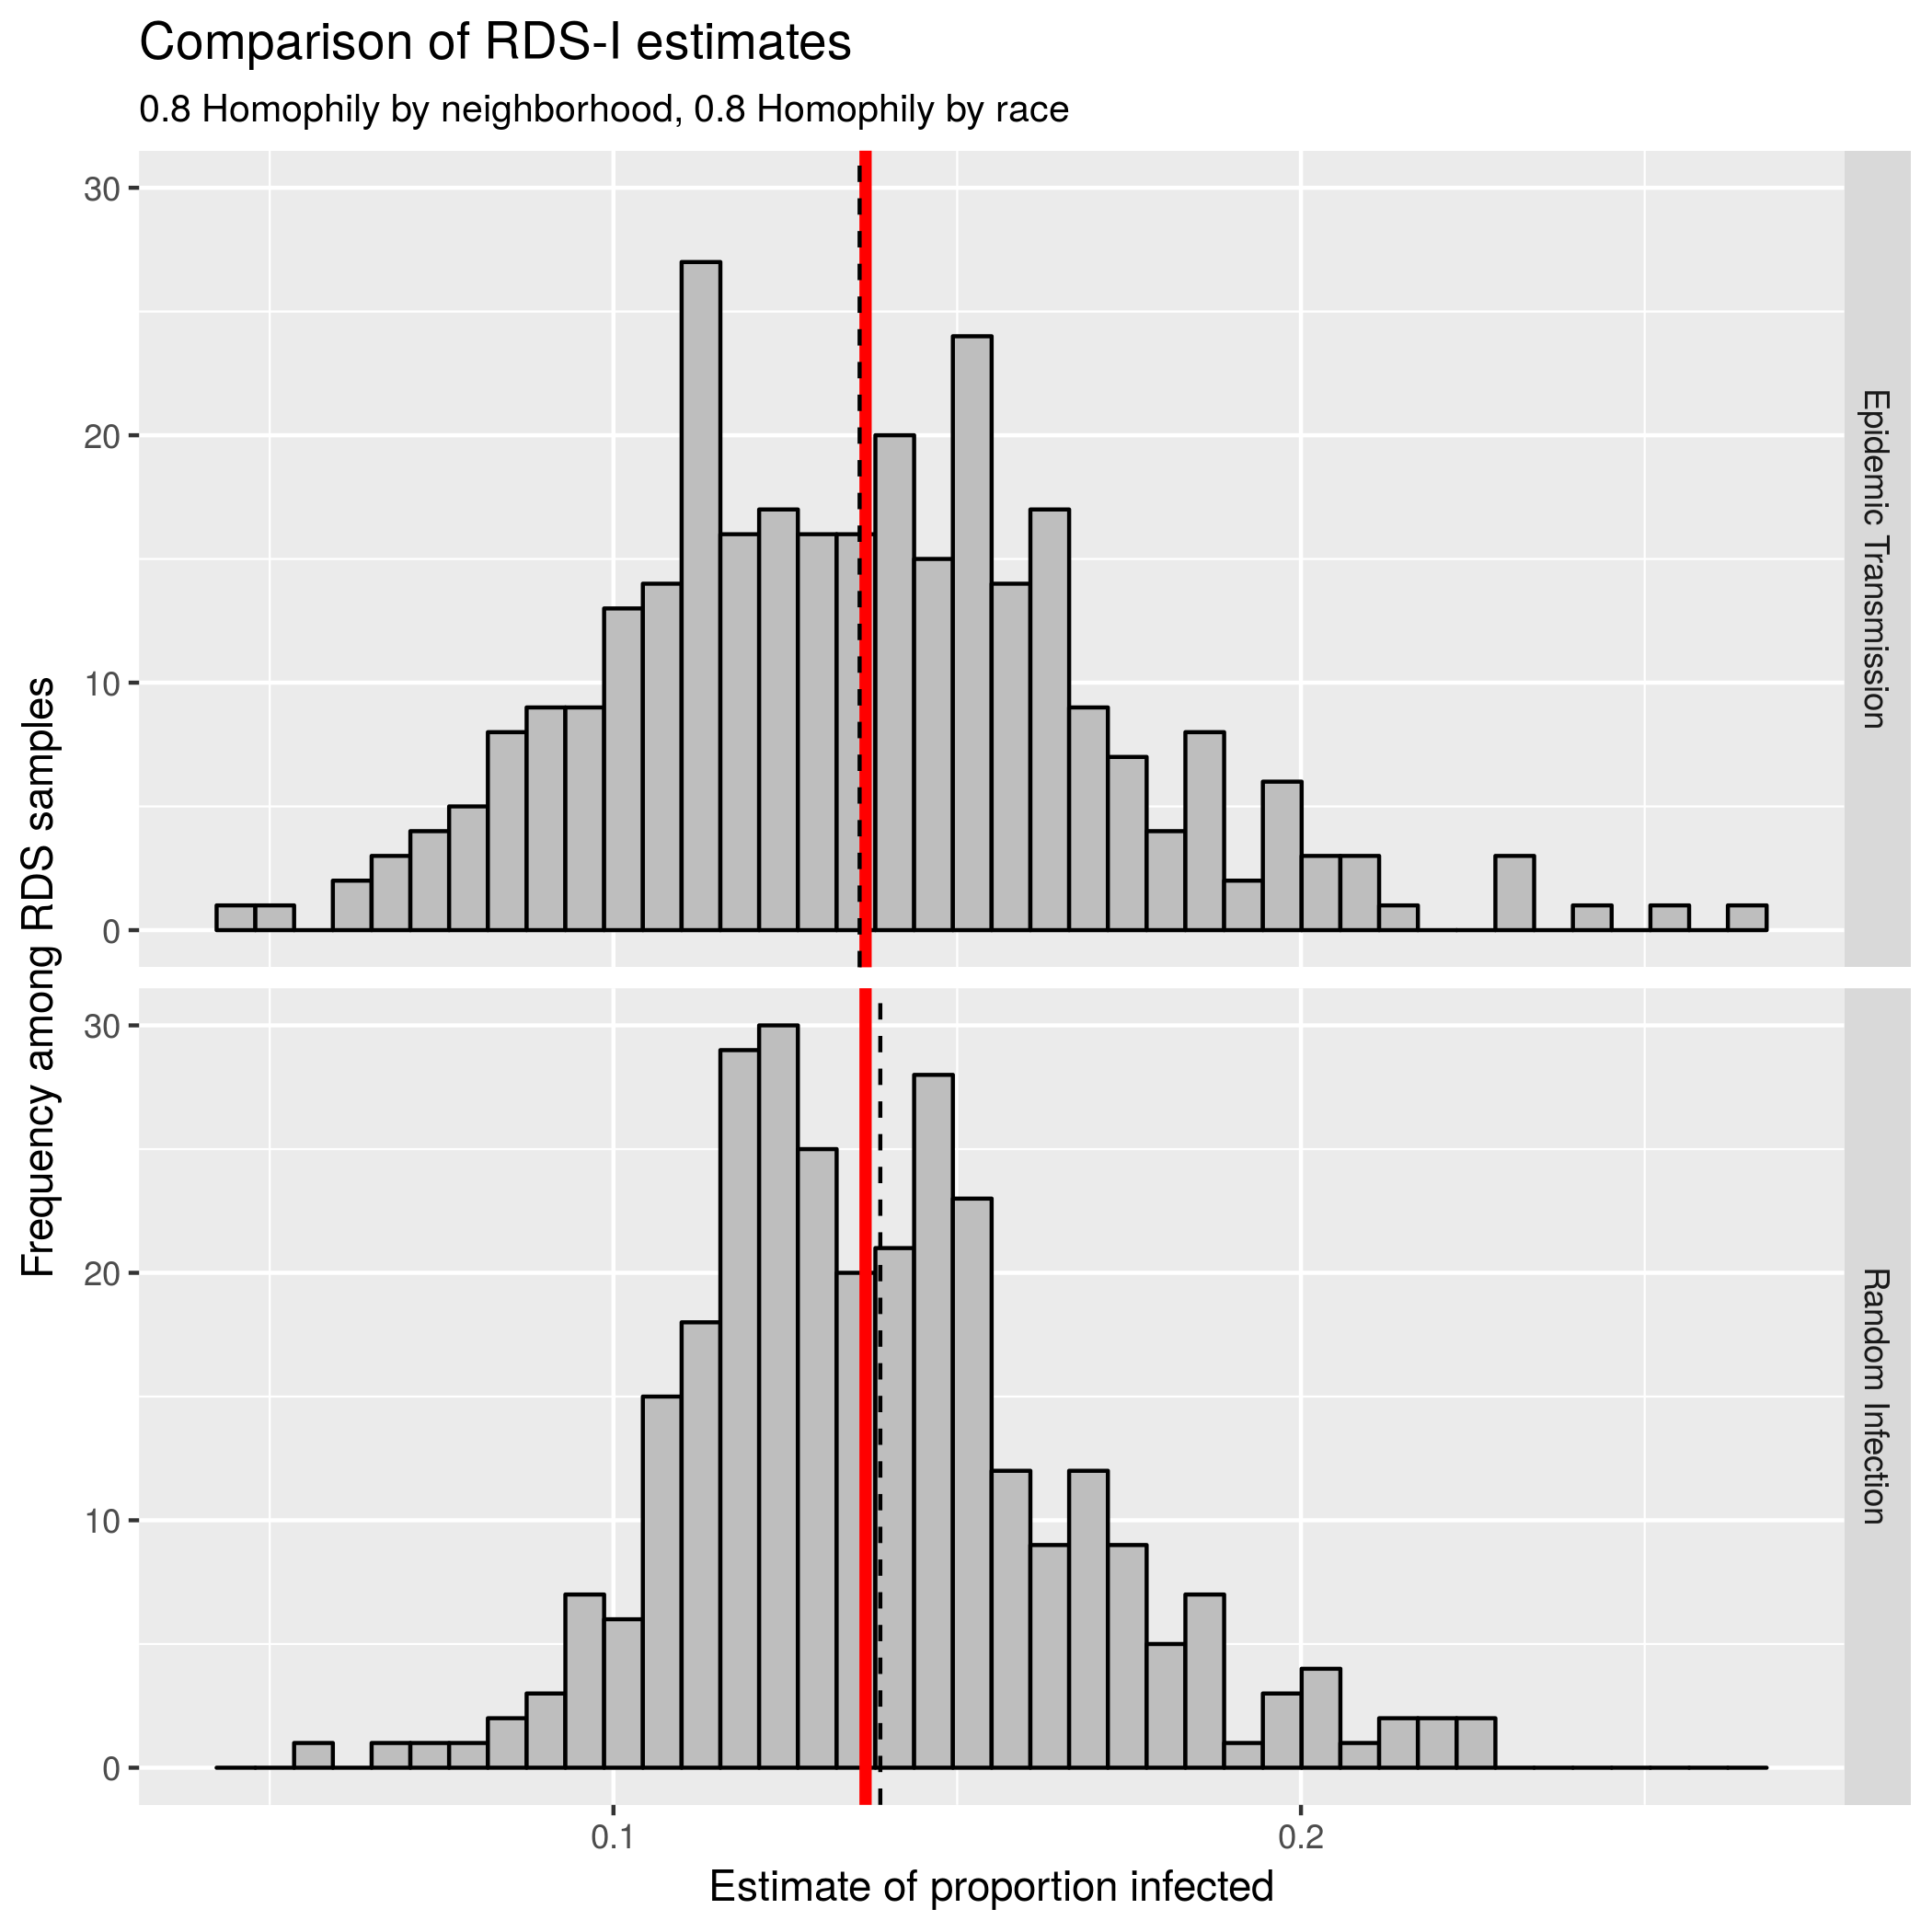 Comparison of RDS-I estimates
0.8 Homophily by neighborhood, 0.8 Homophily by race
Frequency among RDS samples
30
20
10
0
Epidemic Transmission
30
20
10
0
Random Infection
0.1
0.2
Estimate of proportion infected